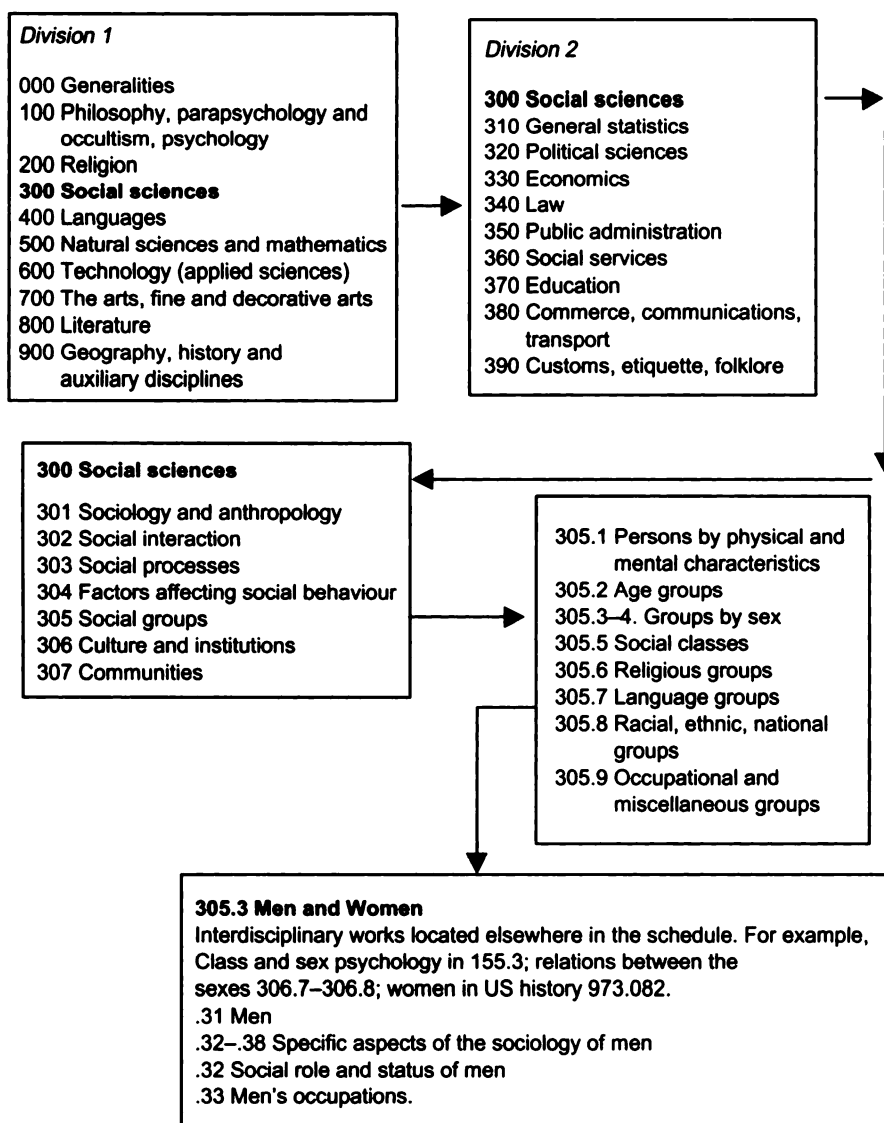 Division 1
000 Generalities
100 Philosophy, parapsychology and
occultism, psychology
200 Religion
300 Social sciences
400 Languages
500 Natural sciences and mathematics
600 Technology (applied sciences)
700 The arts, fine and decorative arts
800 Literature
900 Geography, history and
auxiliary disciplines
Division 2
300 Social sciences
310 General statistics
320 Political sciences
330 Economics
340 Law
350 Public administration
360 Social services
370 Education
380 Commerce, communications,
transport
390 Customs, etiquette, folklore
300 Social sciences
301 Sociology and anthropology
302 Social interaction
303 Social processes
304 Factors affecting social behaviour
305 Social groups
306 Culture and institutions
307 Communities
305.1 Persons by physical and
mental characteristics
305.2 Age groups
305.3–4. Groups by sex
305.5 Social classes
305.6 Religious groups
305.7 Language groups
305.8 Racial, ethnic, national
groups
305.9 Occupational and
miscellaneous groups
305.3 Men and Women
Interdisciplinary works located elsewhere in the schedule. For example,
Class and sex psychology in 155.3; relations between the
sexes 306.7–306.8; women in US history 973.082.
.31 Men
.32–.38 Specific aspects of the sociology of men
.32 Social role and status of men
.33 Men's occupations.